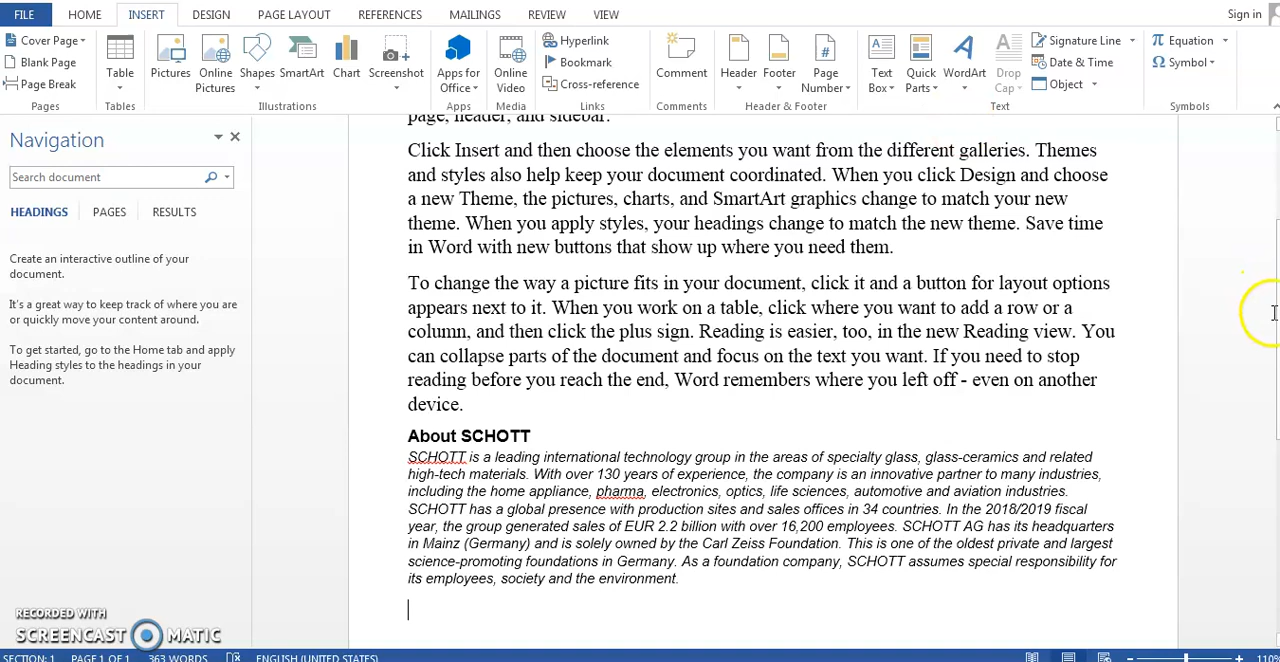 FILE HOME INSERT DESIGN PAGE LAYOUT REFERENCES MAILINGS REVIEW VIEW Sign in
Cover Page
Blank Page
Page Break
Pages
Table
Tables
Pictures
Online Pictures
Shapes
SmartArt
Chart
Screenshot
Illustrations
Apps for Office
Apps
Online Video
Media
Hyperlink
Bookmark
Cross-reference
Links
Comment
Comments
Header
Footer
Page Number
Header & Footer
Text Box
Quick Parts
WordArt
Drop Cap
Signature Line
Date & Time
Object
Text
Equation
Symbol
Symbols
Navigation
Search document
HEADINGS PAGES RESULTS
Create an interactive outline of your
document.
It's a great way to keep track of where you are
or quickly move your content around.
To get started, go to the Home tab and apply
Heading styles to the headings in your
document.
page, header, and sidebar.
Click Insert and then choose the elements you want from the different galleries. Themes
and styles also help keep your document coordinated. When you click Design and choose
a new Theme, the pictures, charts, and SmartArt graphics change to match your new
theme. When you apply styles, your headings change to match the new theme. Save time
in Word with new buttons that show up where you need them.
To change the way a picture fits in your document, click it and a button for layout options
appears next to it. When you work on a table, click where you want to add a row or a
column, and then click the plus sign. Reading is easier, too, in the new Reading view. You
can collapse parts of the document and focus on the text you want. If you need to stop
reading before you reach the end, Word remembers where you left off - even on another
device.
About SCHOTT
SCHOTT is a leading international technology group in the areas of specialty glass, glass-ceramics and related
high-tech materials. With over 130 years of experience, the company is an innovative partner to many industries,
including the home appliance, pharma, electronics, optics, life sciences, automotive and aviation industries.
SCHOTT has a global presence with production sites and sales offices in 34 countries. In the 2018/2019 fiscal
year, the group generated sales of EUR 2.2 billion with over 16,200 employees. SCHOTT AG has its headquarters
in Mainz (Germany) and is solely owned by the Carl Zeiss Foundation. This is one of the oldest private and largest
science-promoting foundations in Germany. As a foundation company, SCHOTT assumes special responsibility for
its employees, society and the environment.
RECORDED WITH
SCREENCAST MATIC
SECTION: 1 PAGE 1 OF 1 363 WORDS ENGLISH (UNITED STATES) 110%